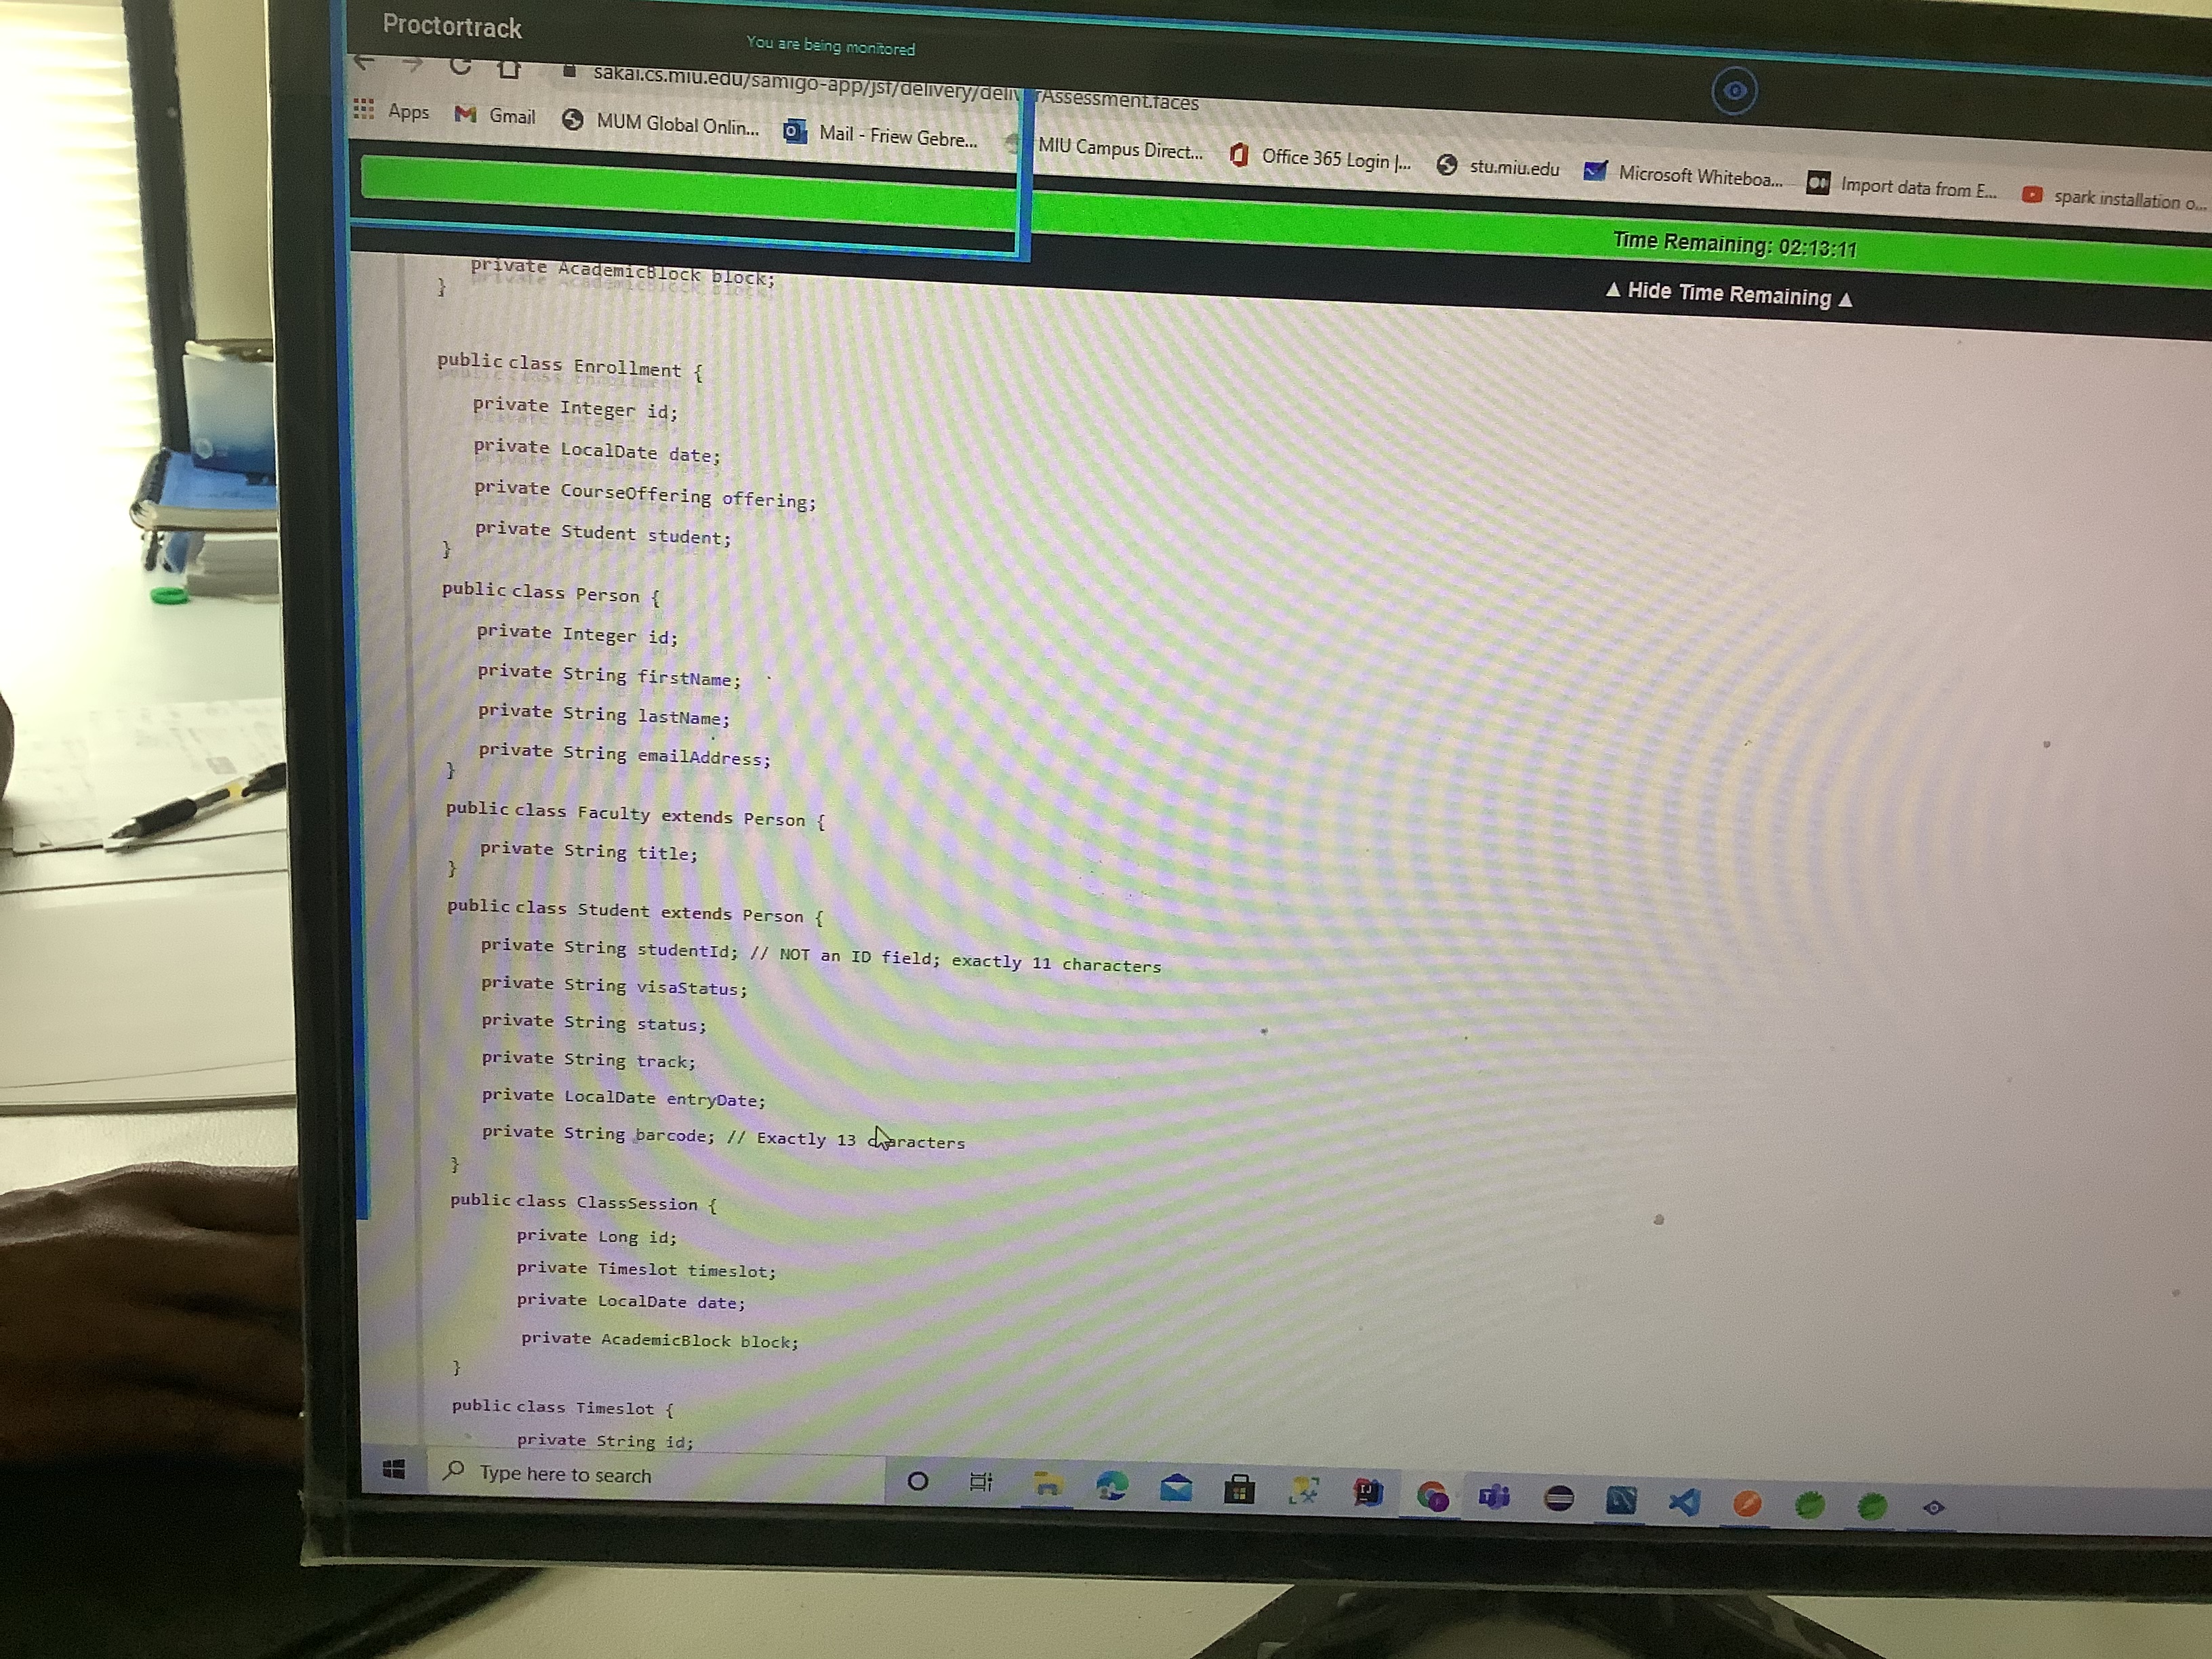 Proctortrack
You are being monitored
sakai.cs.miu.edu/samigo-app/jsf/delivery/deliverAssessment.faces
Apps Gmail MUM Global Onlin... Mail - Friew Gebre... MIU Campus Direct... Office 365 Login |... stu.miu.edu Microsoft Whiteboa... Import data from E... spark installation o...
Time Remaining: 02:13:11
▲ Hide Time Remaining ▲
private AcademicBlock block;
}
public class Enrollment {
private Integer id;
private LocalDate date;
private CourseOffering offering;
private Student student;
}
public class Person {
private Integer id;
private String firstName;
private String lastName;
private String emailAddress;
}
public class Faculty extends Person {
private String title;
}
public class Student extends Person {
private String studentId; // NOT an ID field; exactly 11 characters
private String visaStatus;
private String status;
private String track;
private LocalDate entryDate;
private String barcode; // Exactly 13 characters
}
public class ClassSession {
private Long id;
private Timeslot timeslot;
private LocalDate date;
private AcademicBlock block;
}
public class Timeslot {
private String id;
Type here to search